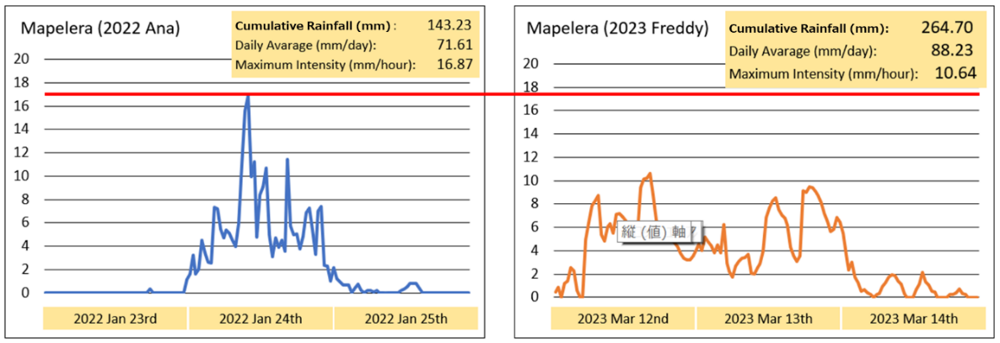 Mapelera (2022 Ana)
Cumulative Rainfall (mm) : 143.23
Daily Avarage (mm/day): 71.61
Maximum Intensity (mm/hour): 16.87
20
18
16
14
12
10
8
6
4
2
0
2022 Jan 23rd 2022 Jan 24th 2022 Jan 25th
Mapelera (2023 Freddy)
Cumulative Rainfall (mm): 264.70
Daily Avarage (mm/day): 88.23
Maximum Intensity (mm/hour): 10.64
20
18
16
14
12
10
8
6
4
2
0
縦 (値) 軸
2023 Mar 12nd 2023 Mar 13th 2023 Mar 14th